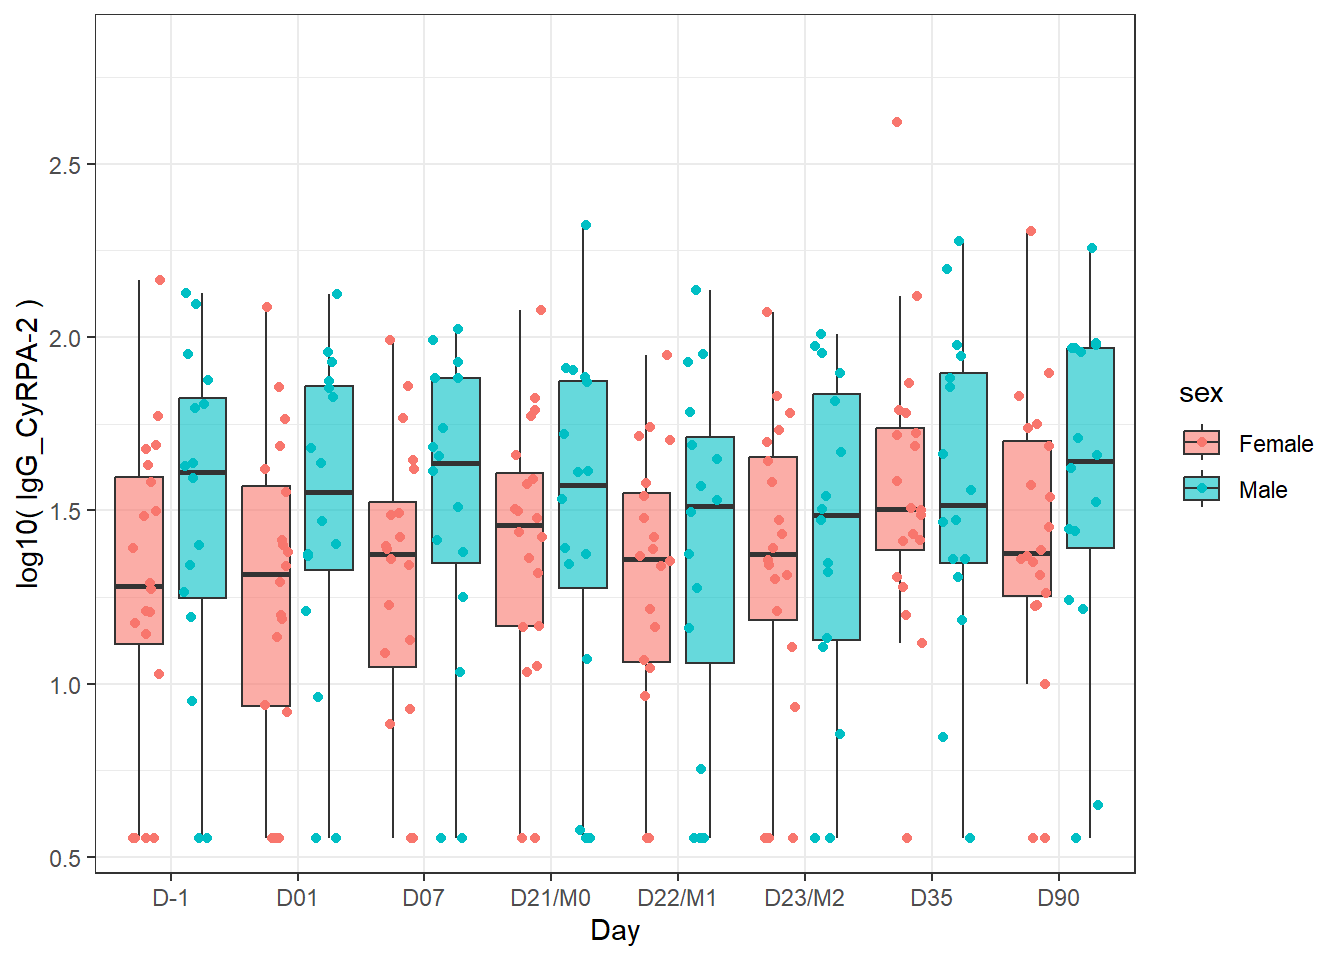 log10( IgG_CyRPA-2 )
2.5
2.0
1.5
1.0
0.5
D-1 D01 D07 D21/M0 D22/M1 D23/M2 D35 D90
Day
sex
Female
Male